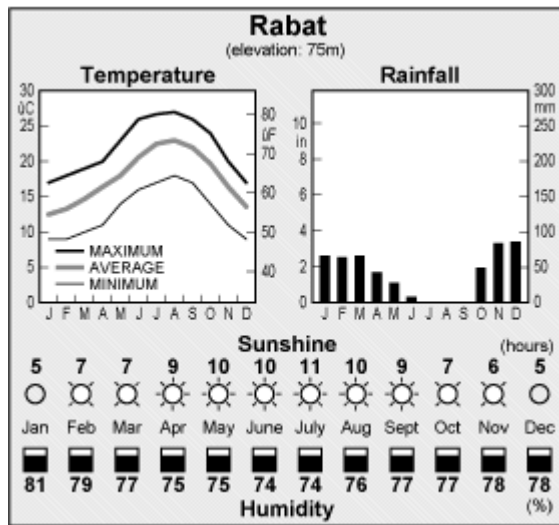 Rabat
(elevation: 75m)
Temperature
30
ûC
25
20
15
10
5
0
80
ûF
70
60
50
40
MAXIMUM
AVERAGE
MINIMUM
J F M A M J J A S O N D
Rainfall
10
in
8
6
4
2
0
300
mm
250
200
150
100
50
0
J F M A M J J A S O N D
Sunshine (hours)
5 7 7 9 10 10 11 10 9 7 6 5
Jan Feb Mar Apr May June July Aug Sept Oct Nov Dec
81 79 77 75 75 74 74 76 77 77 78 78
Humidity (%)